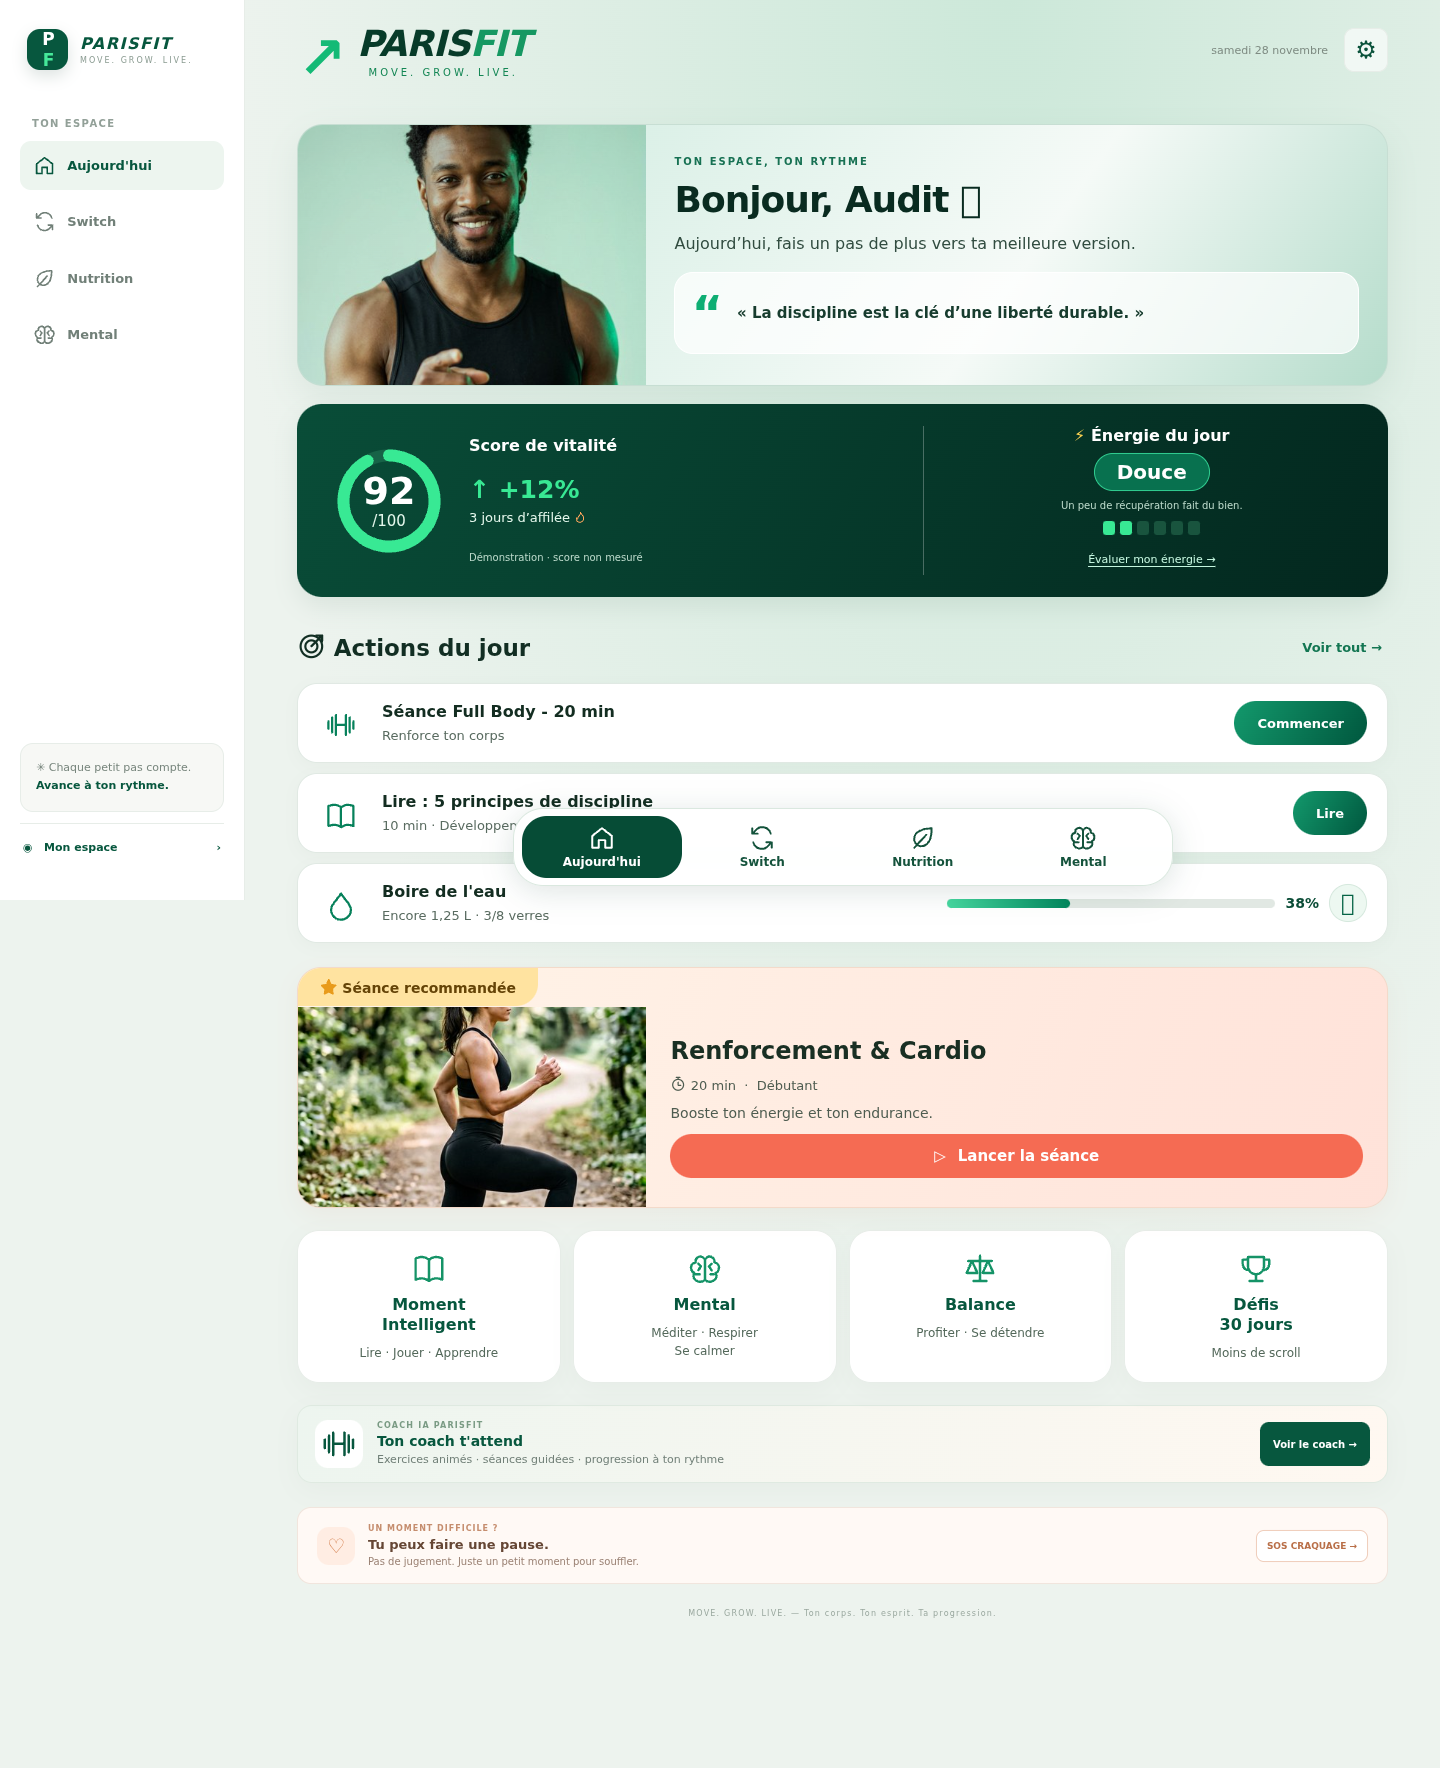 P
F
PARISFIT
MOVE. GROW. LIVE.
TON ESPACE
Aujourd'hui
Switch
Nutrition
Mental
✳ Chaque petit pas compte.
Avance à ton rythme.
◉ Mon espace ›
PARISFIT
MOVE. GROW. LIVE.
samedi 28 novembre
TON ESPACE, TON RYTHME
Bonjour, Audit
Aujourd’hui, fais un pas de plus vers ta meilleure version.
“ « La discipline est la clé d’une liberté durable. »
92
/100
Score de vitalité
↑ +12%
3 jours d’affilée
Démonstration · score non mesuré
⚡ Énergie du jour
Douce
Un peu de récupération fait du bien.
Évaluer mon énergie →
Actions du jour
Voir tout →
Séance Full Body - 20 min
Renforce ton corps
Commencer
Lire : 5 principes de discipline
10 min · Développen
Lire
Aujourd'hui
Switch
Nutrition
Mental
Boire de l'eau
Encore 1,25 L · 3/8 verres
38%
Séance recommandée
Renforcement & Cardio
20 min · Débutant
Booste ton énergie et ton endurance.
▷ Lancer la séance
Moment
Intelligent
Lire · Jouer · Apprendre
Mental
Méditer · Respirer
Se calmer
Balance
Profiter · Se détendre
Défis
30 jours
Moins de scroll
COACH IA PARISFIT
Ton coach t'attend
Exercices animés · séances guidées · progression à ton rythme
Voir le coach →
UN MOMENT DIFFICILE ?
Tu peux faire une pause.
Pas de jugement. Juste un petit moment pour souffler.
SOS CRAQUAGE →
MOVE. GROW. LIVE. — Ton corps. Ton esprit. Ta progression.